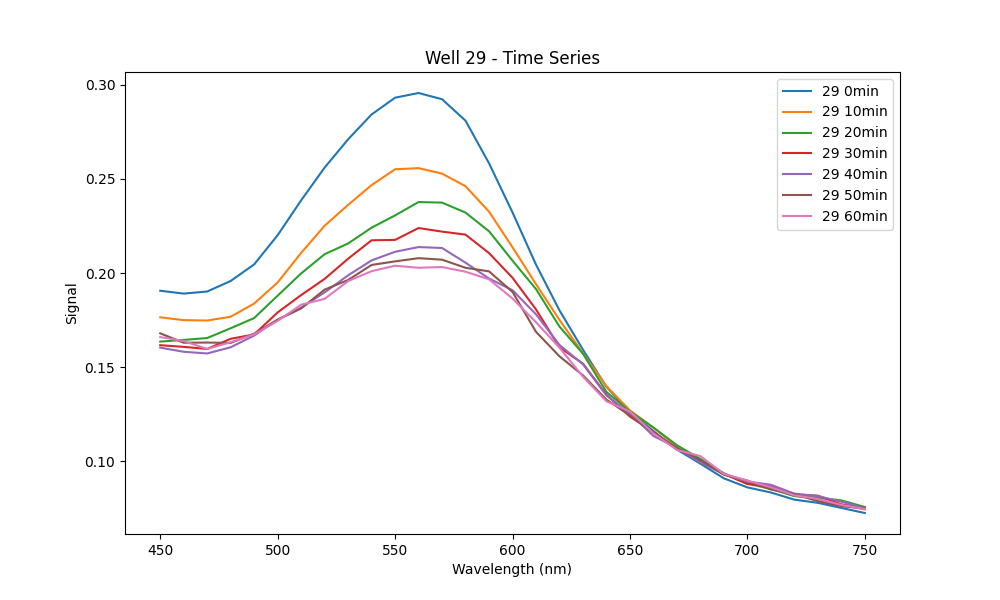 Well 29 - Time Series
0.30
0.25
0.20
0.15
0.10
Signal
450 500 550 600 650 700 750
Wavelength (nm)
29 0min
29 10min
29 20min
29 30min
29 40min
29 50min
29 60min